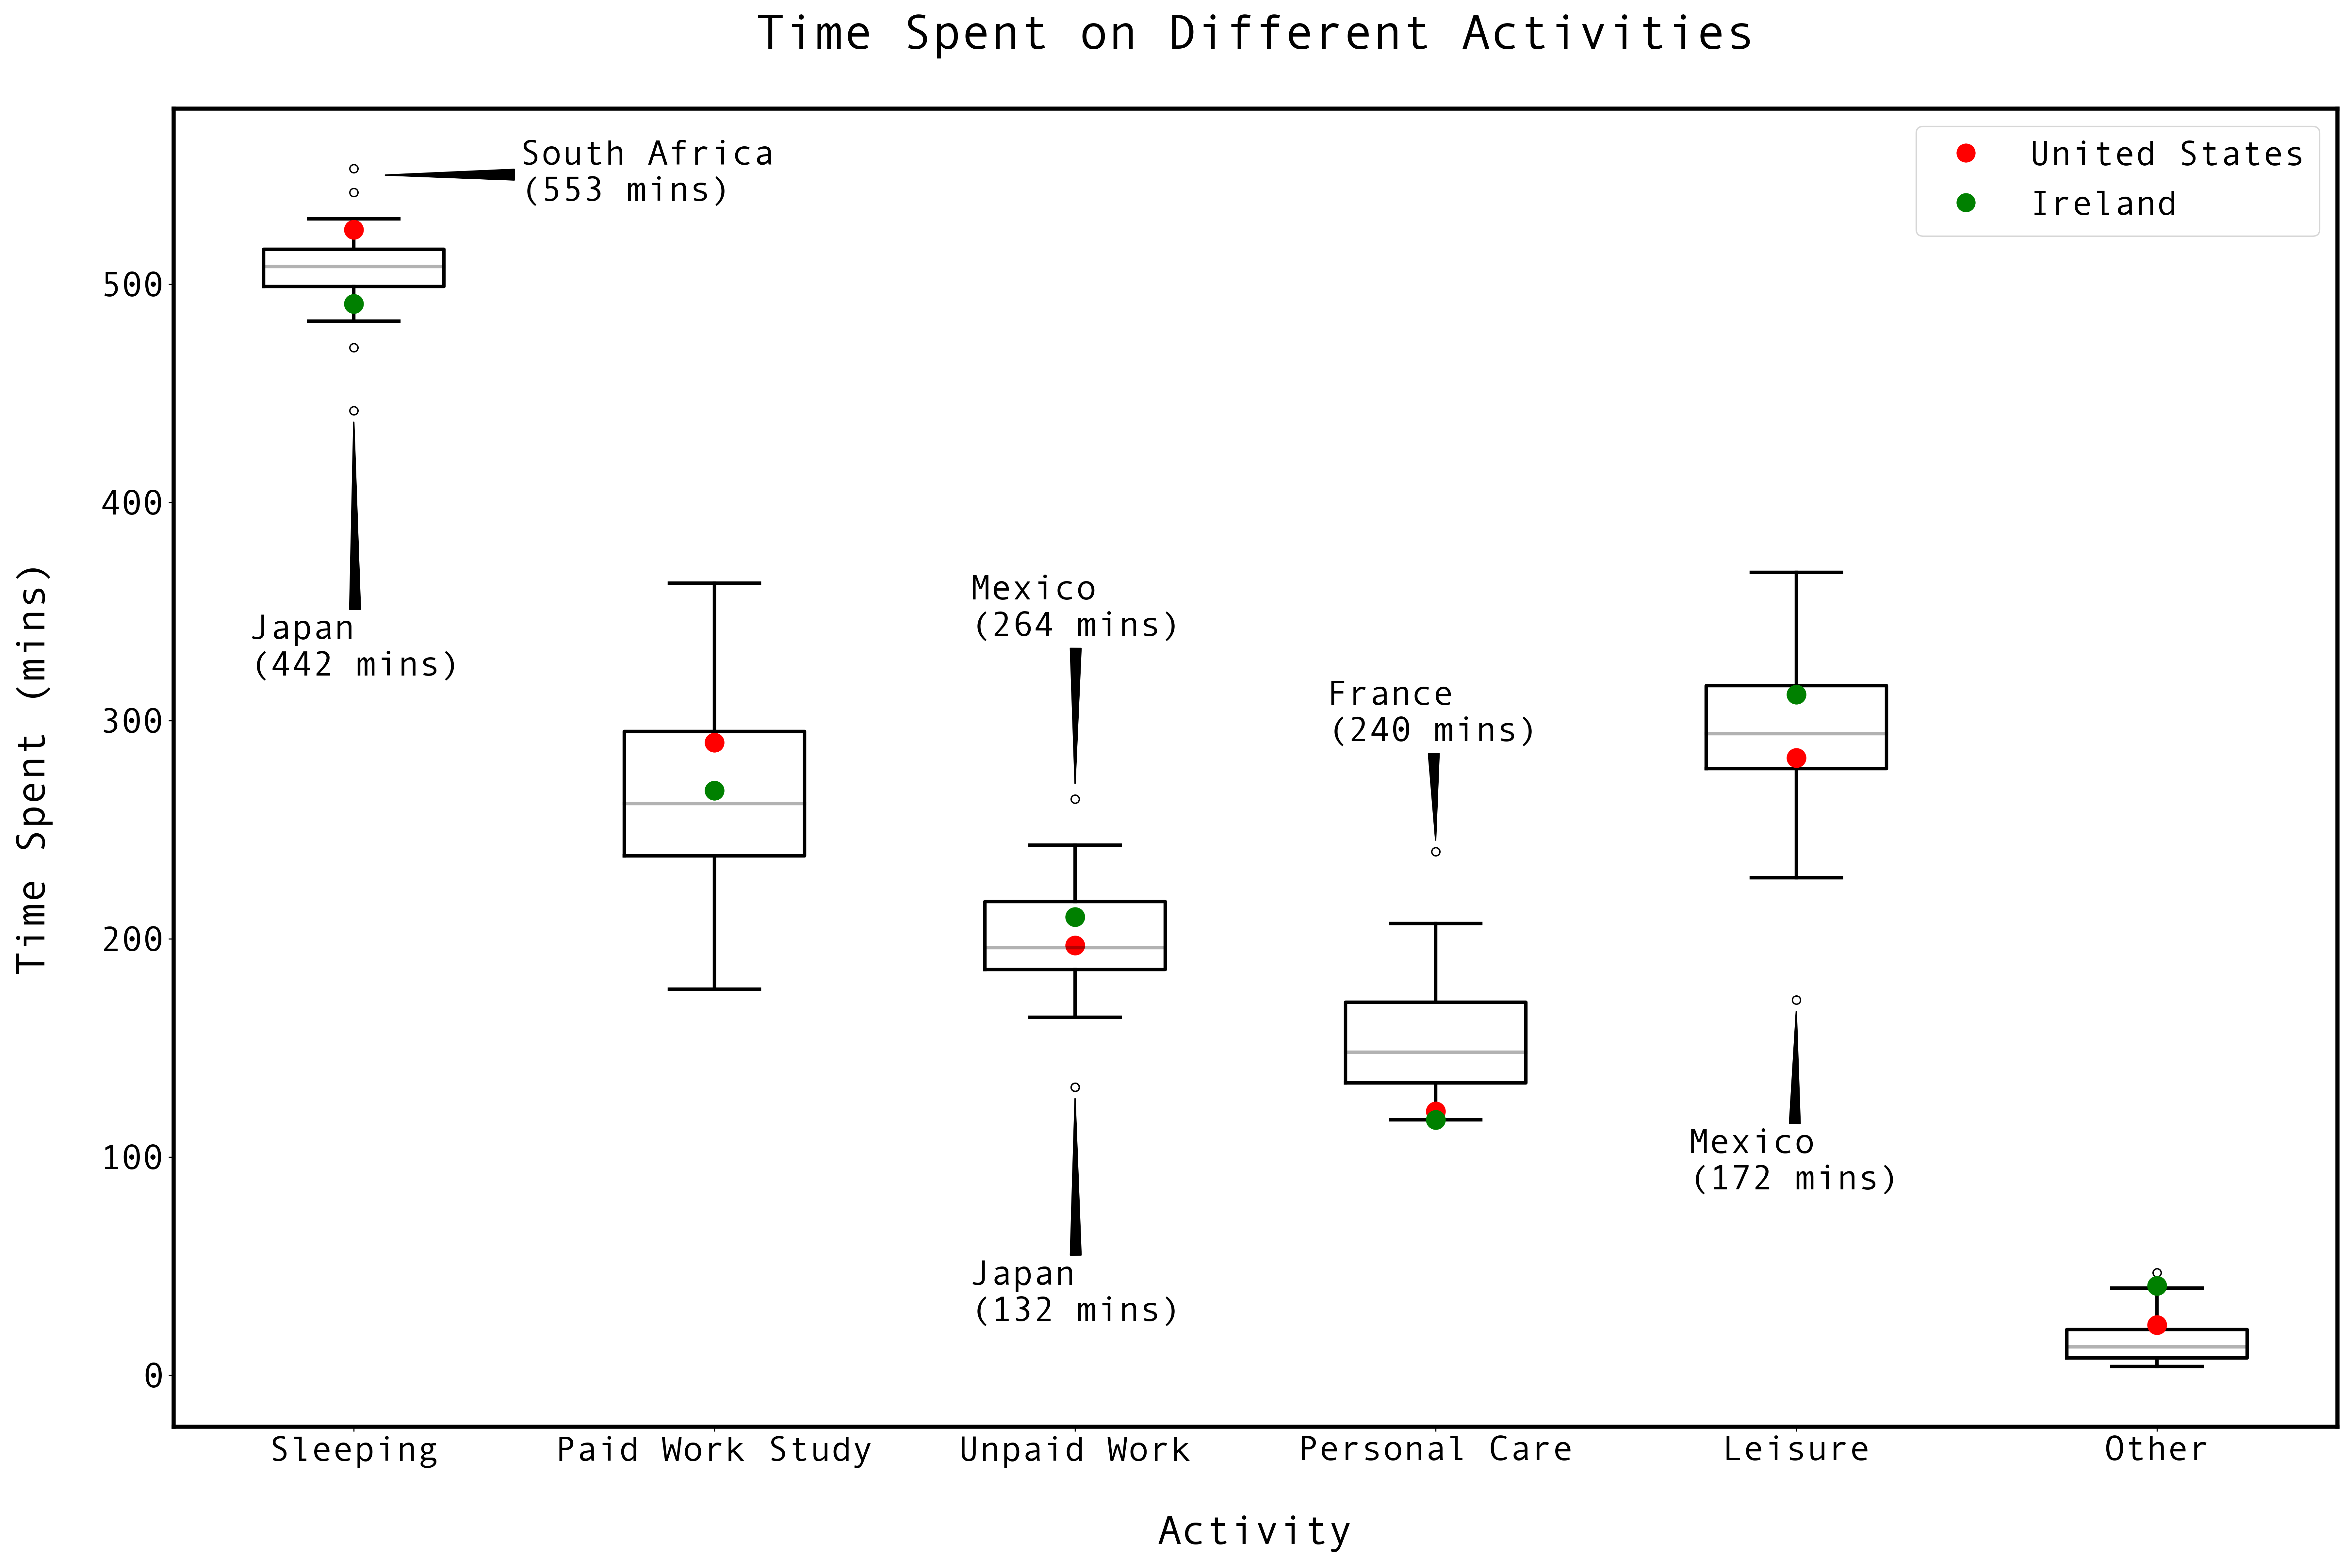 Time Spent on Different Activities
South Africa
(553 mins)
United States
Ireland
500
400
300
200
100
0
Time Spent (mins)
Japan
(442 mins)
Mexico
(264 mins)
France
(240 mins)
Mexico
(172 mins)
Japan
(132 mins)
Sleeping
Paid Work Study
Unpaid Work
Personal Care
Leisure
Other
Activity